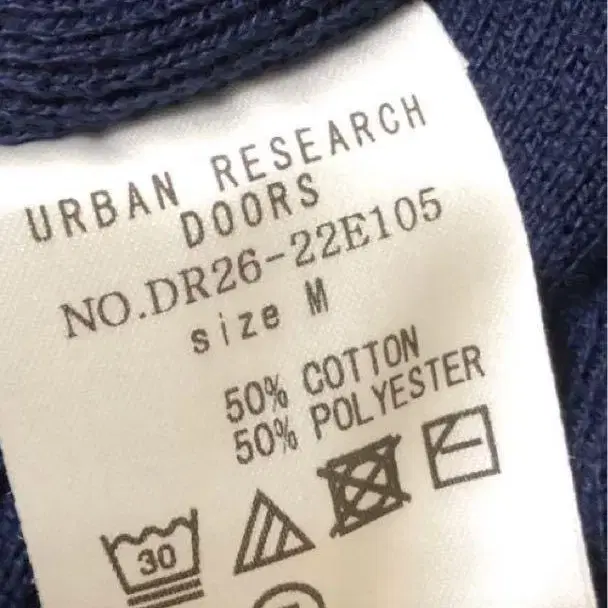 URBAN RESEARCH
DOORS
NO.DR26-22E105
size M
50% COTTON
50% POLYESTER
30